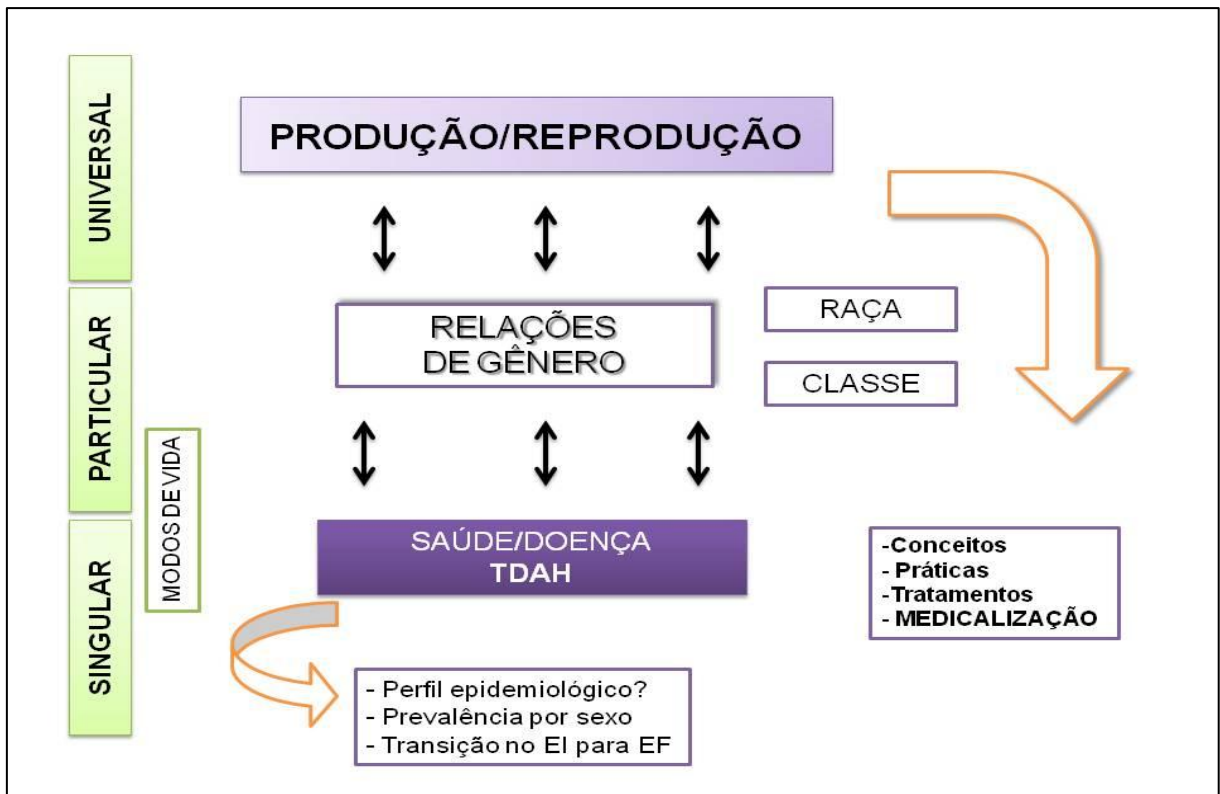 UNIVERSAL
PRODUÇÃO/REPRODUÇÃO
PARTICULAR
RELAÇÕES
DE GÊNERO
RAÇA
CLASSE
MODOS DE VIDA
SINGULAR
SAÚDE/DOENÇA
TDAH
-Conceitos
- Práticas
-Tratamentos
- MEDICALIZAÇÃO
- Perfil epidemiológico?
- Prevalência por sexo
- Transição no EI para EF